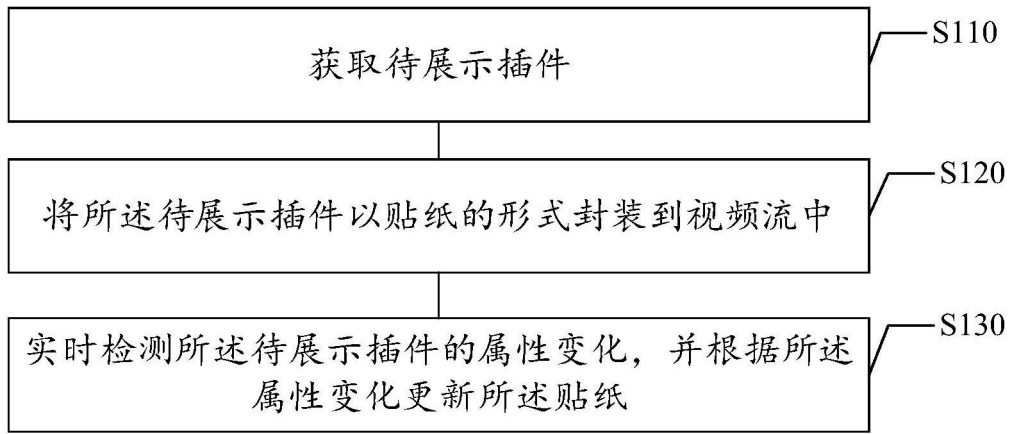 S110
获取待展示插件
S120
将所述待展示插件以贴纸的形式封装到视频流中
S130
实时检测所述待展示插件的属性变化，并根据所述
属性变化更新所述贴纸